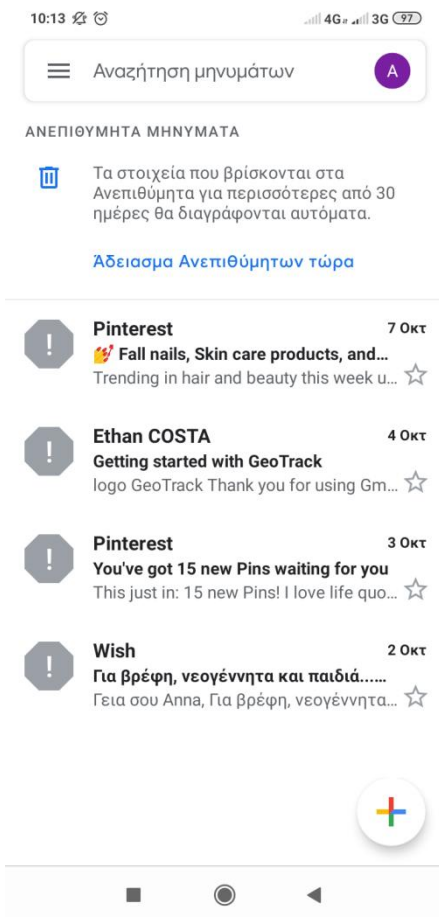 10:13 4G 3G 97
Αναζήτηση μηνυμάτων A
ΑΝΕΠΙΘΥΜΗΤΑ ΜΗΝΥΜΑΤΑ
Τα στοιχεία που βρίσκονται στα
Ανεπιθύμητα για περισσότερες από 30
ημέρες θα διαγράφονται αυτόματα.
Άδειασμα Ανεπιθύμητων τώρα
Pinterest 7 Οκτ
💅 Fall nails, Skin care products, and...
Trending in hair and beauty this week u...
Ethan COSTA 4 Οκτ
Getting started with GeoTrack
logo GeoTrack Thank you for using Gm...
Pinterest 3 Οκτ
You've got 15 new Pins waiting for you
This just in: 15 new Pins! I love life quo...
Wish 2 Οκτ
Για βρέφη, νεογέννητα και παιδιά......
Γεια σου Anna, Για βρέφη, νεογέννητα...